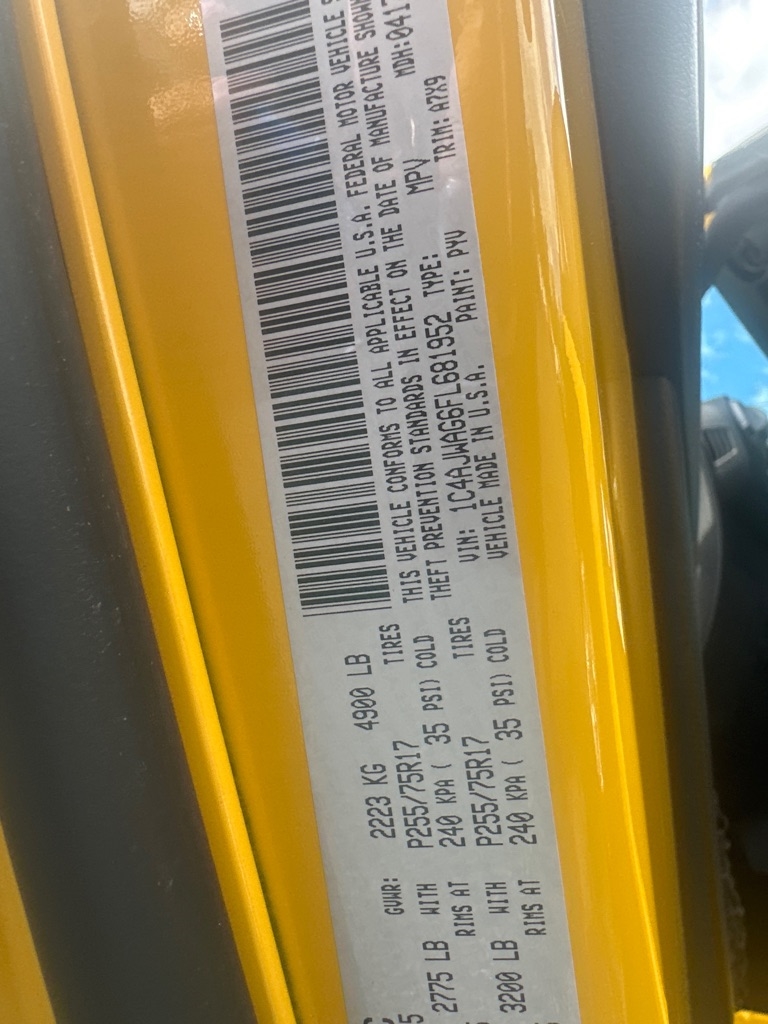 GVWR: 2223 KG 4900 LB
2775 LB WITH P255/75R17 TIRES
RIMS AT 240 KPA ( 35 PSI) COLD
3200 LB WITH P255/75R17 TIRES
RIMS AT 240 KPA ( 35 PSI) COLD
THIS VEHICLE CONFORMS TO ALL APPLICABLE U.S.A. FEDERAL MOTOR VEHICLE
THEFT PREVENTION STANDARDS IN EFFECT ON THE DATE OF MANUFACTURE SHOWN
VIN: 1C4AJWAG6FL681952 TYPE: MPV MDH:0417
VEHICLE MADE IN U.S.A. PAINT: PYV TRIM: A7X9